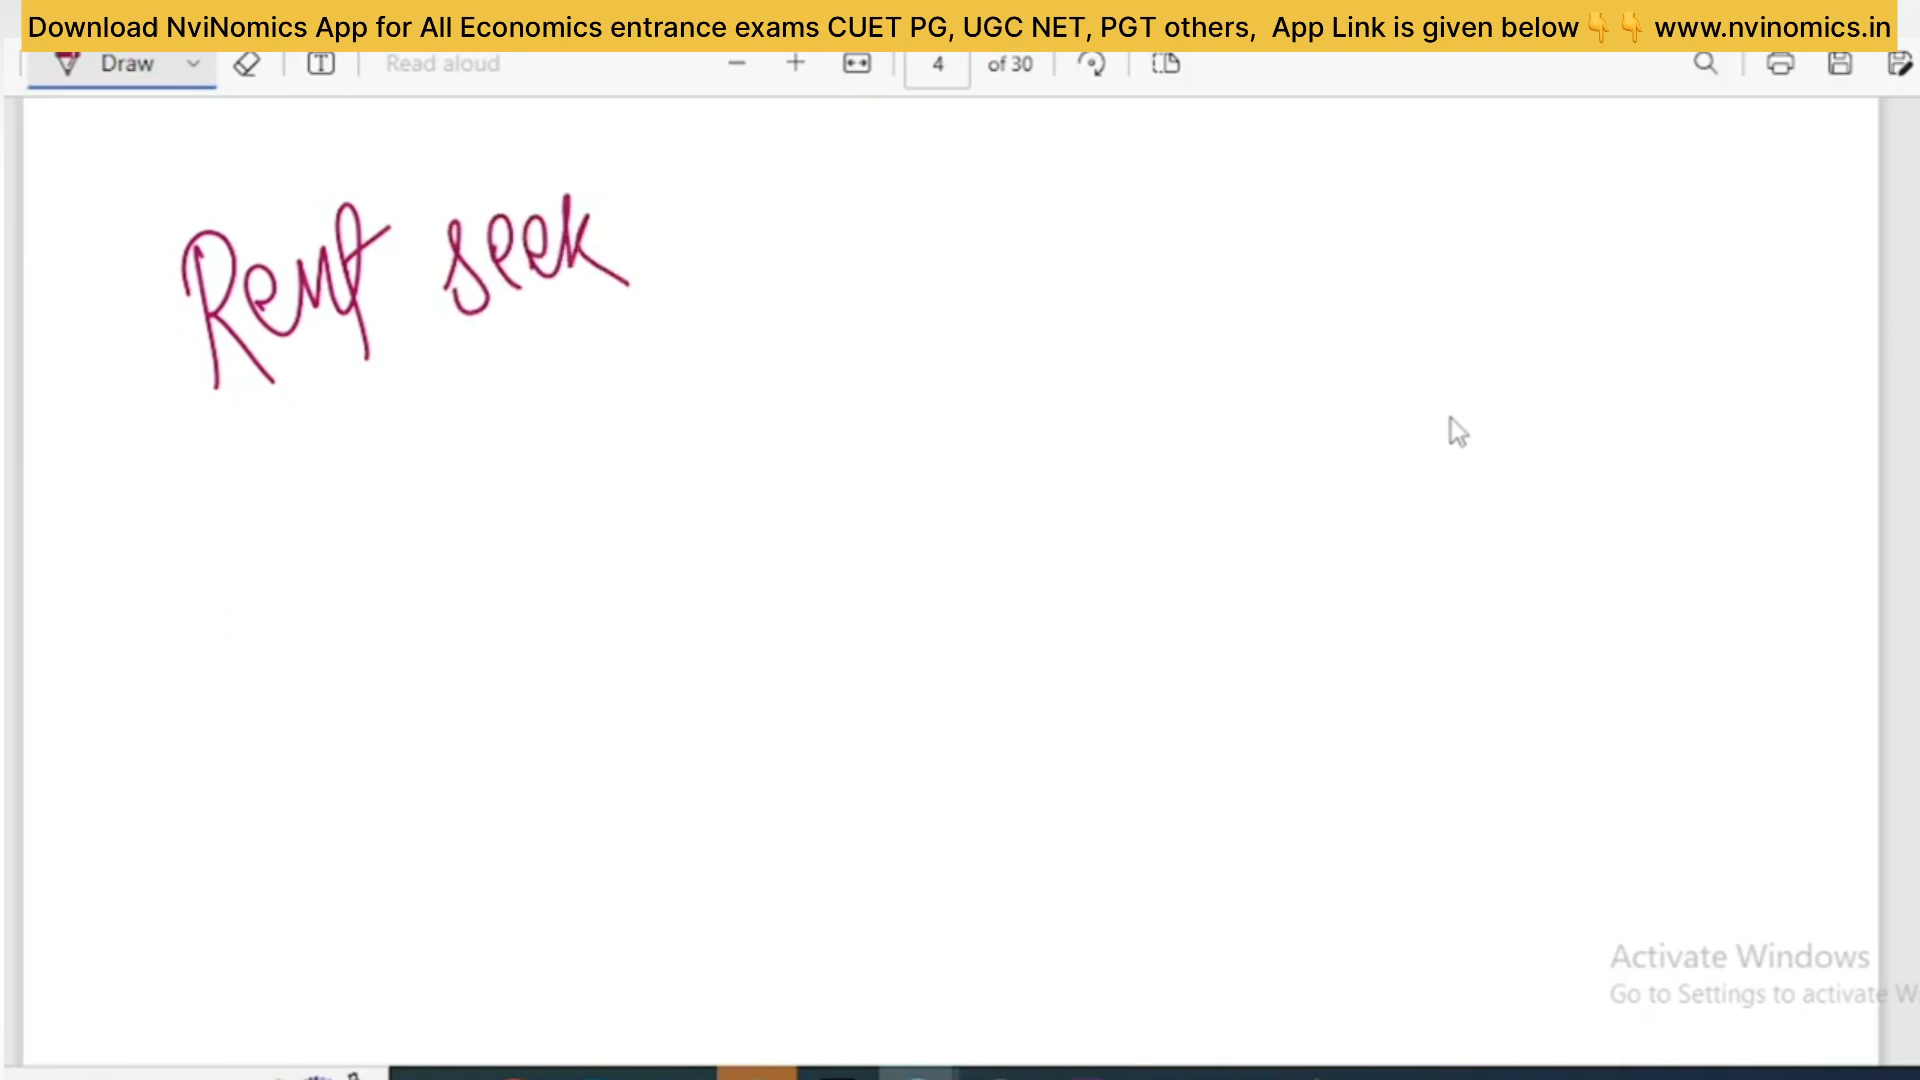 Download NviNomics App for All Economics entrance exams CUET PG, UGC NET, PGT others, App Link is given below👇👇 www.nvinomics.in
Draw Read aloud 4 of 30
Rent seek
Activate Windows
Go to Settings to activate W